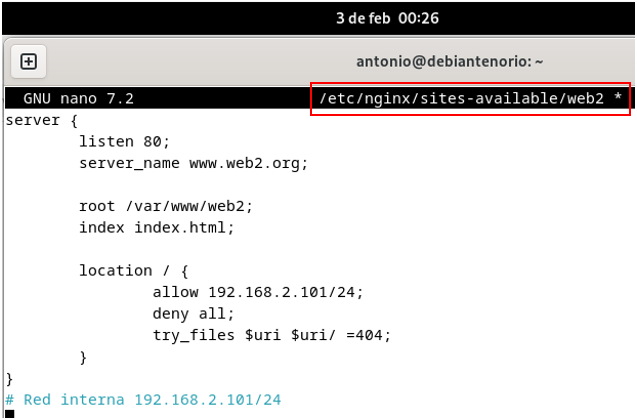 3 de feb 00:26
antonio@debiantenorio: ~
GNU nano 7.2 /etc/nginx/sites-available/web2 *
server {
        listen 80;
        server_name www.web2.org;

        root /var/www/web2;
        index index.html;

        location / {
                allow 192.168.2.101/24;
                deny all;
                try_files $uri $uri/ =404;
        }
}
# Red interna 192.168.2.101/24